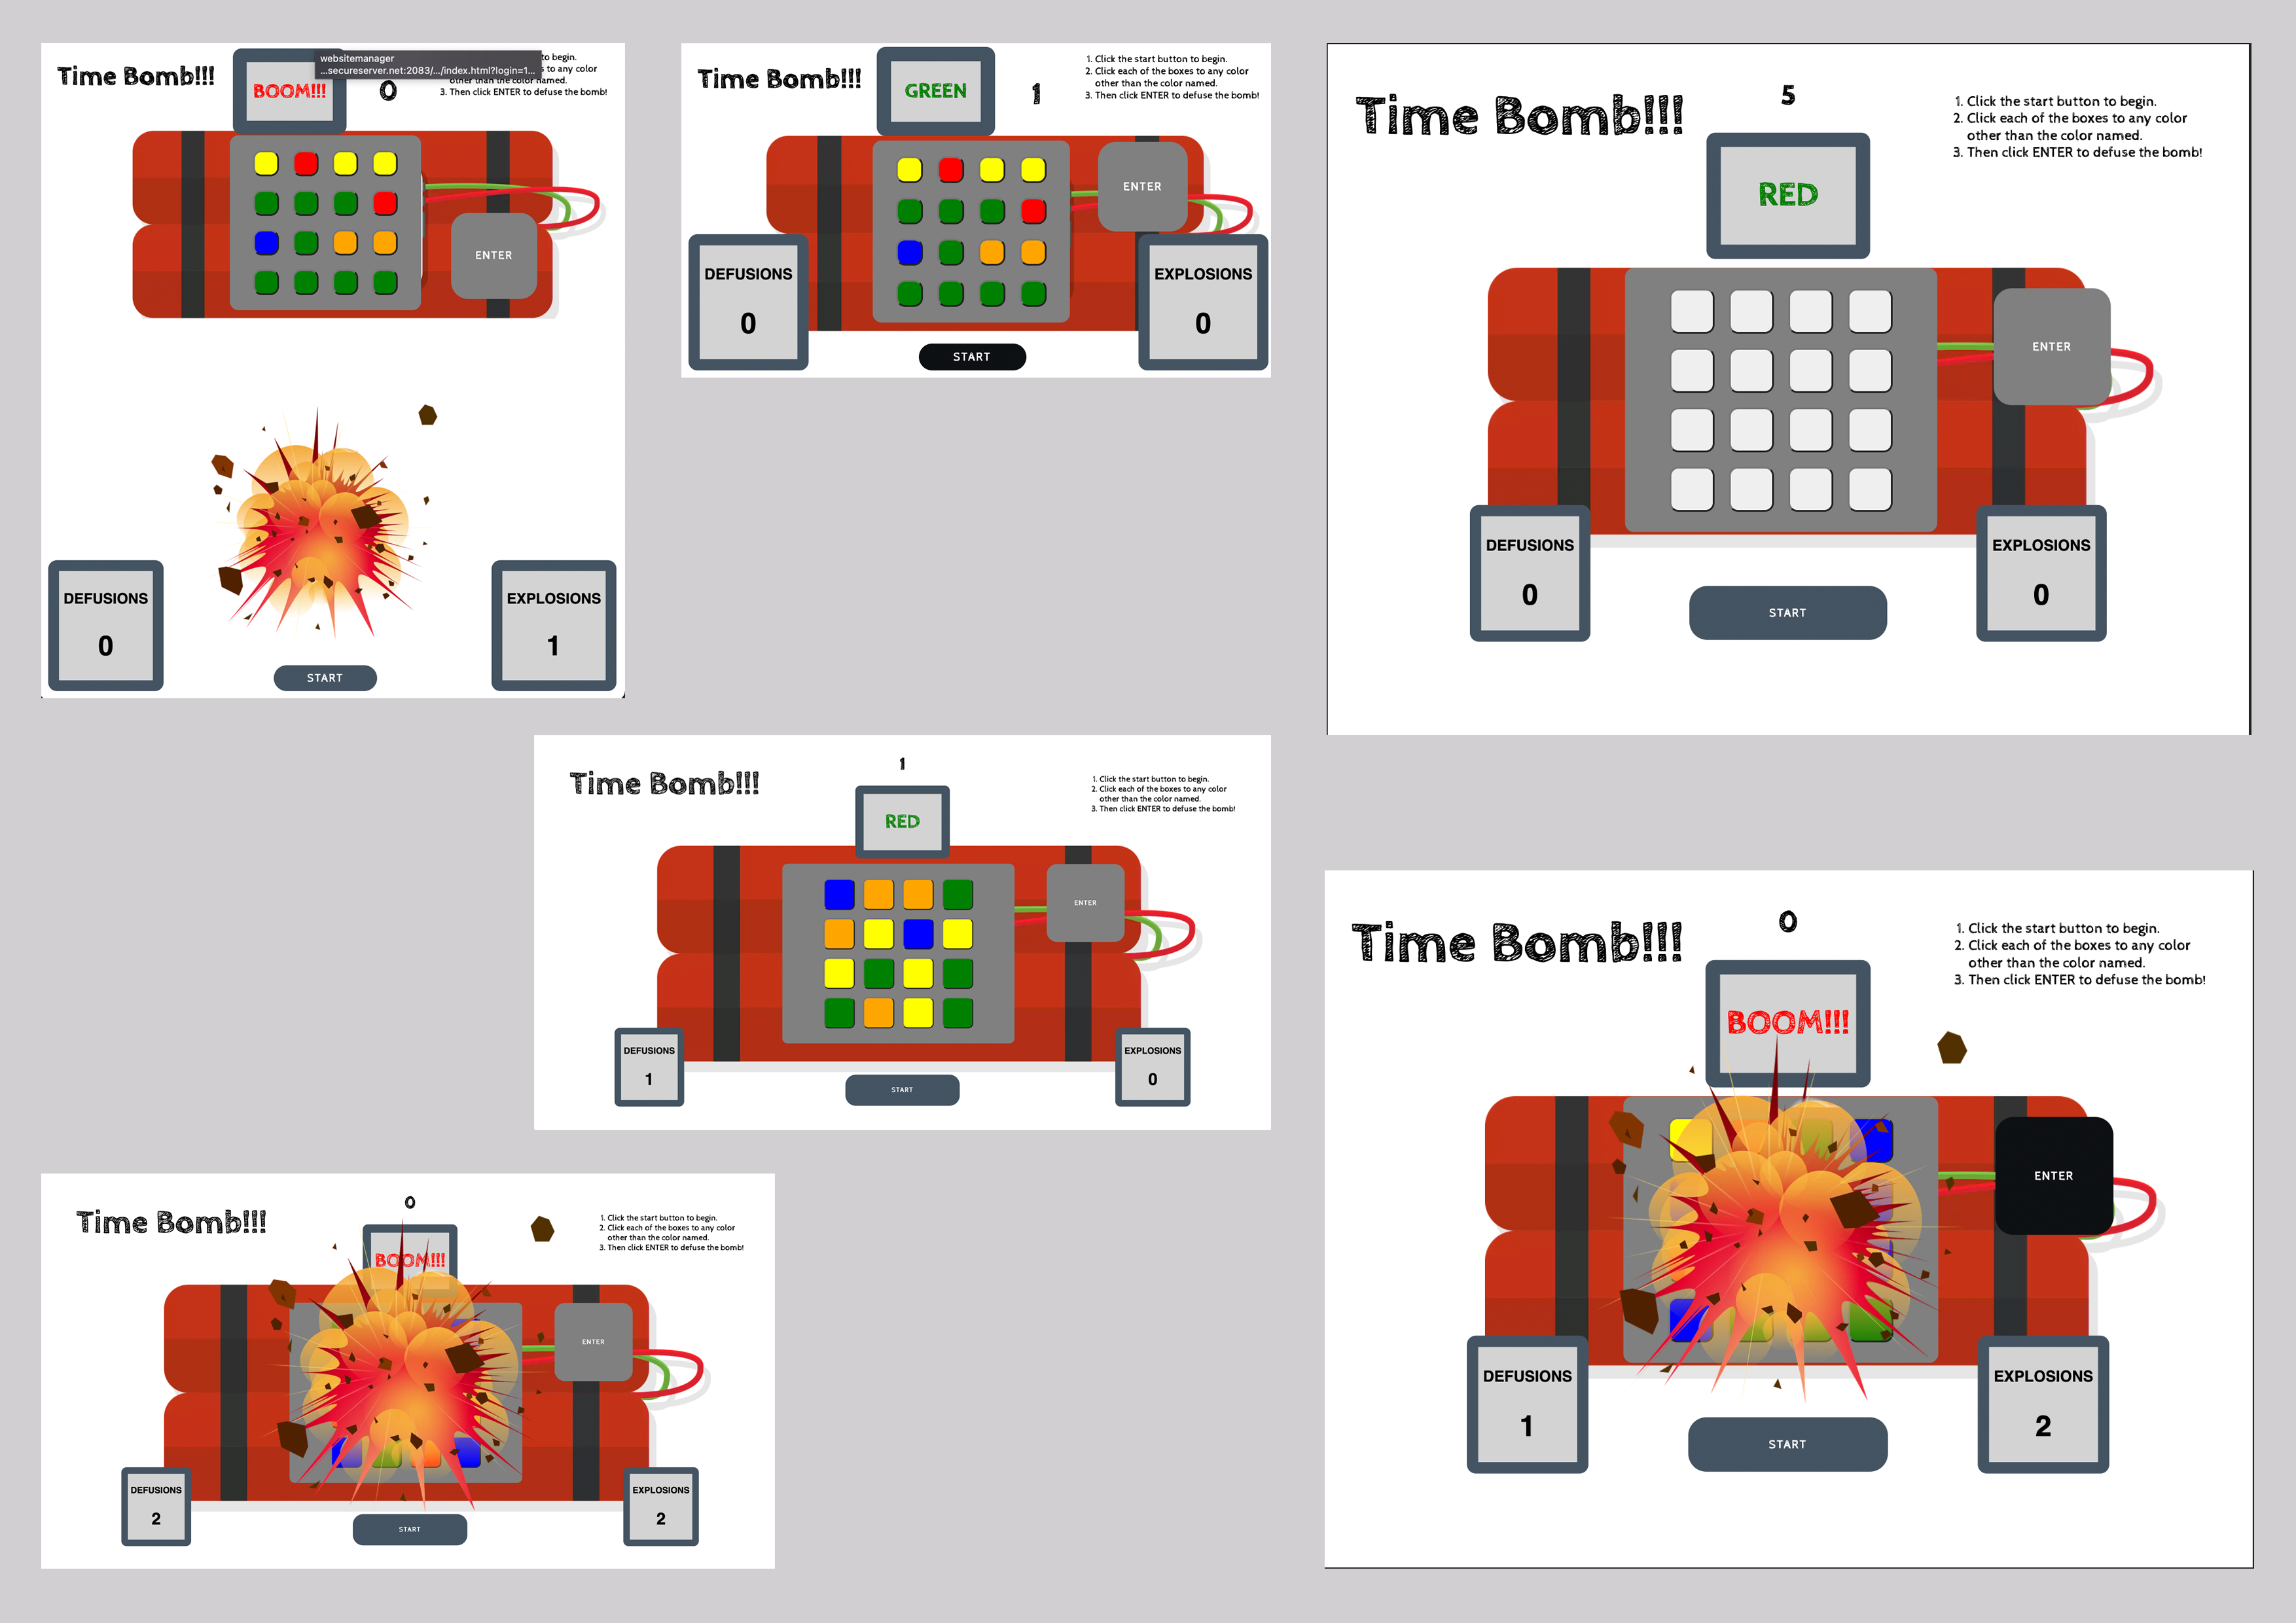 Time Bomb!!!
BOOM!!!
websitemanager
...secureserver.net:2083/.../index.html?login=1...
0
to begin.
s to any color
other than the color named.
3. Then click ENTER to defuse the bomb!
ENTER
DEFUSIONS
0
EXPLOSIONS
1
START
Time Bomb!!!
GREEN
1
1. Click the start button to begin.
2. Click each of the boxes to any color
other than the color named.
3. Then click ENTER to defuse the bomb!
ENTER
DEFUSIONS
0
EXPLOSIONS
0
START
Time Bomb!!!
5
1. Click the start button to begin.
2. Click each of the boxes to any color
other than the color named.
3. Then click ENTER to defuse the bomb!
RED
ENTER
DEFUSIONS
0
EXPLOSIONS
0
START
Time Bomb!!!
1
1. Click the start button to begin.
2. Click each of the boxes to any color
other than the color named.
3. Then click ENTER to defuse the bomb!
RED
ENTER
DEFUSIONS
1
EXPLOSIONS
0
START
Time Bomb!!!
0
1. Click the start button to begin.
2. Click each of the boxes to any color
other than the color named.
3. Then click ENTER to defuse the bomb!
BOOM!!!
ENTER
DEFUSIONS
1
EXPLOSIONS
2
START
Time Bomb!!!
0
1. Click the start button to begin.
2. Click each of the boxes to any color
other than the color named.
3. Then click ENTER to defuse the bomb!
BOOM!!!
ENTER
DEFUSIONS
2
EXPLOSIONS
2
START